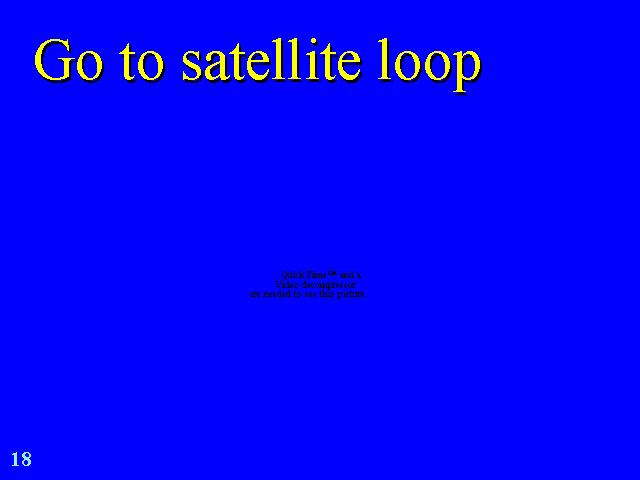 Go to satellite loop
QuickTime™ and a
Video decompressor
are needed to see this picture.
18